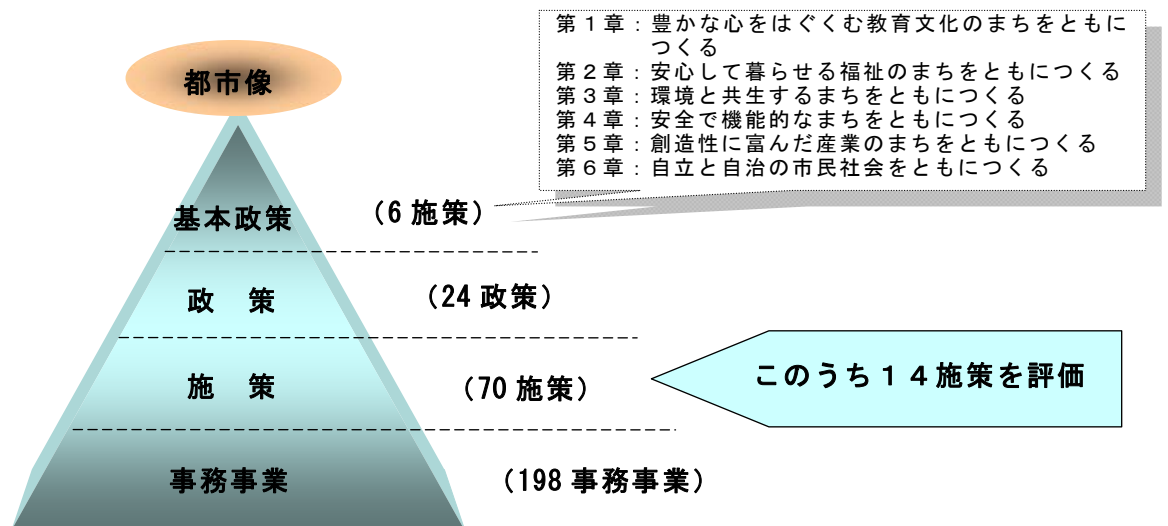 第１章：豊かな心をはぐくむ教育文化のまちをともに
つくる
第２章：安心して暮らせる福祉のまちをともにつくる
第３章：環境と共生するまちをともにつくる
第４章：安全で機能的なまちをともにつくる
第５章：創造性に富んだ産業のまちをともにつくる
第６章：自立と自治の市民社会をともにつくる
都市像
基本政策
（6 施策）
政　策
（24 政策）
施　策
（70 施策）
このうち１４施策を評価
事務事業
（198 事務事業）